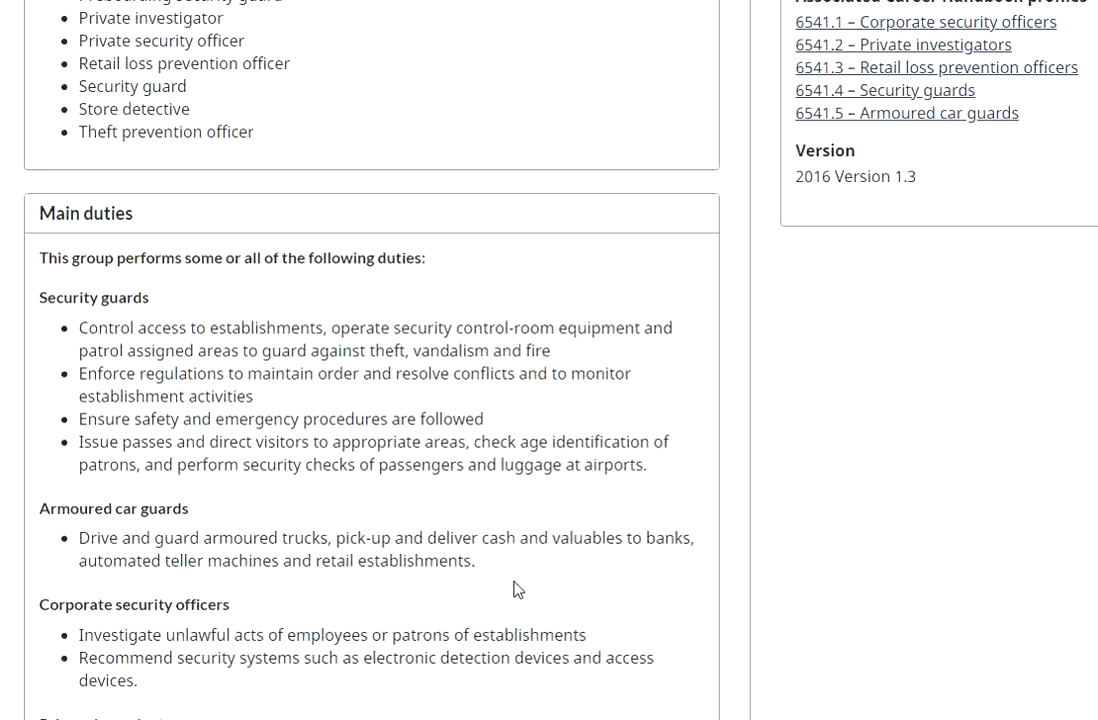 Private investigator
Private security officer
Retail loss prevention officer
Security guard
Store detective
Theft prevention officer
Main duties
This group performs some or all of the following duties:
Security guards
Control access to establishments, operate security control-room equipment and
patrol assigned areas to guard against theft, vandalism and fire
Enforce regulations to maintain order and resolve conflicts and to monitor
establishment activities
Ensure safety and emergency procedures are followed
Issue passes and direct visitors to appropriate areas, check age identification of
patrons, and perform security checks of passengers and luggage at airports.
Armoured car guards
Drive and guard armoured trucks, pick-up and deliver cash and valuables to banks,
automated teller machines and retail establishments.
Corporate security officers
Investigate unlawful acts of employees or patrons of establishments
Recommend security systems such as electronic detection devices and access
devices.
6541.1 – Corporate security officers
6541.2 – Private investigators
6541.3 – Retail loss prevention officers
6541.4 – Security guards
6541.5 – Armoured car guards
Version
2016 Version 1.3